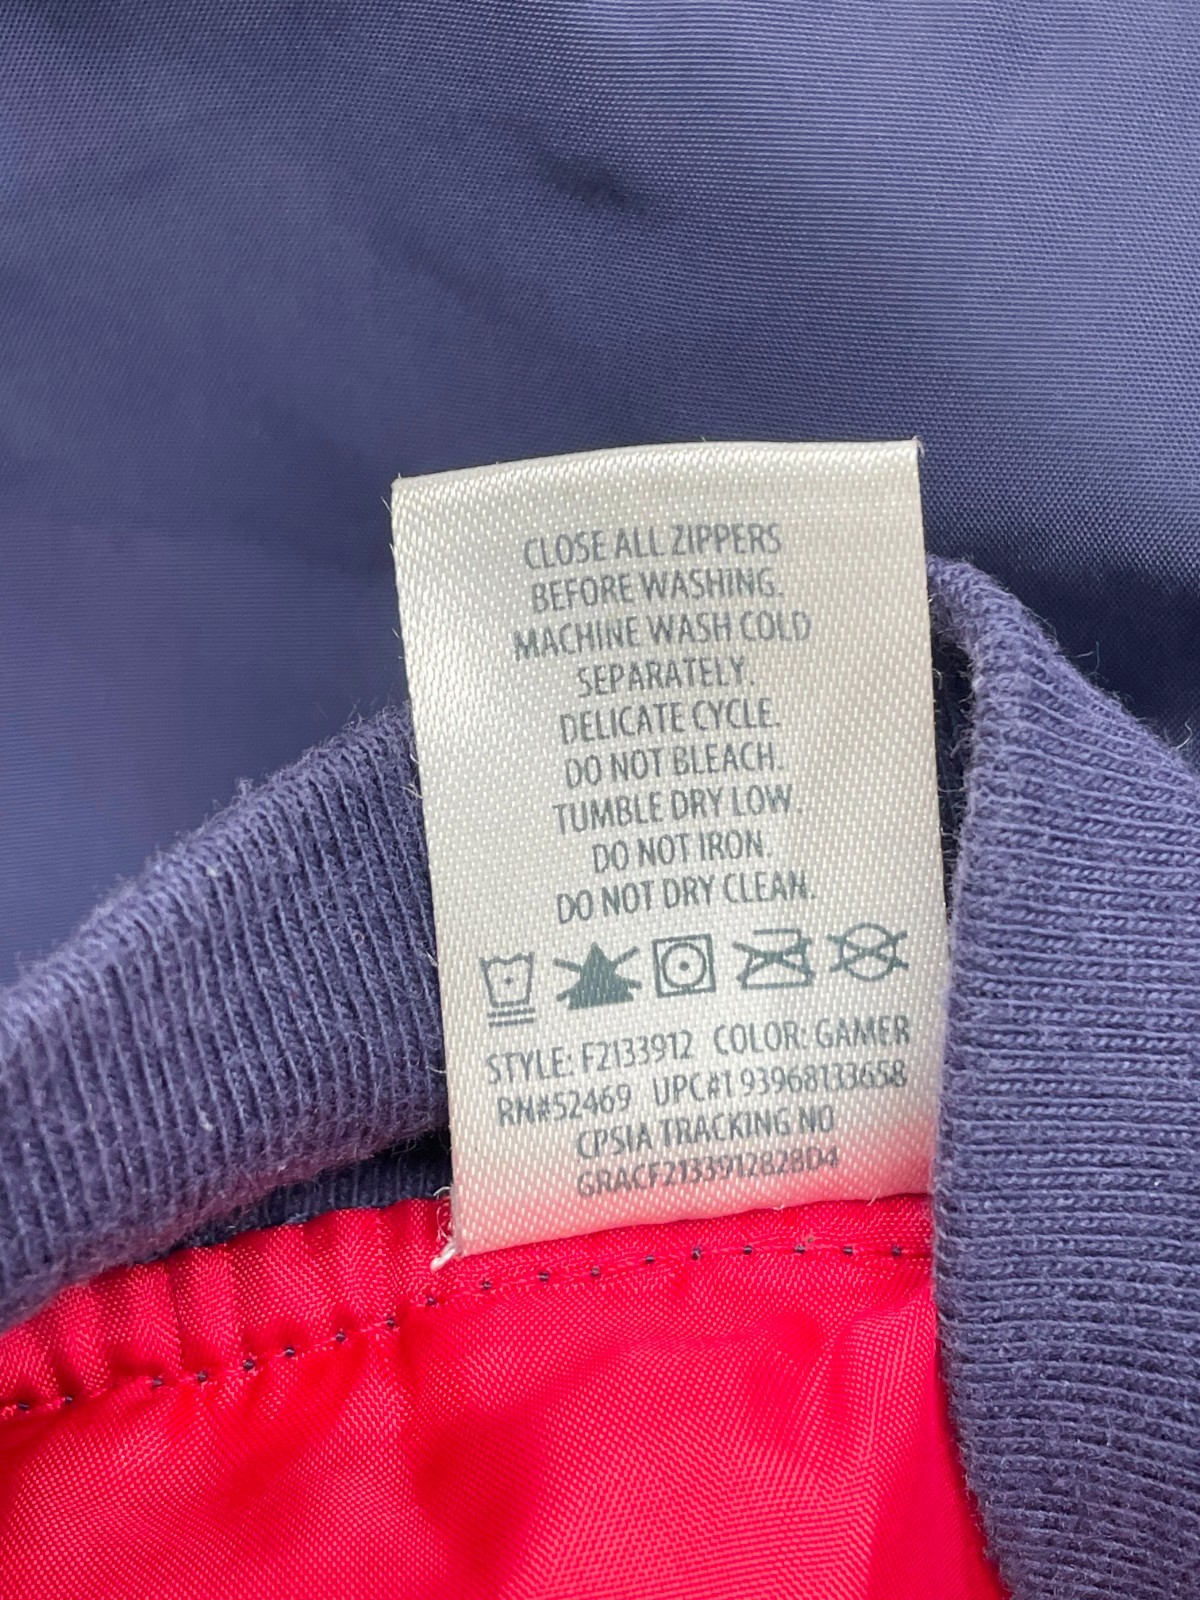 CLOSE ALL ZIPPERS
BEFORE WASHING.
MACHINE WASH COLD
SEPARATELY.
DELICATE CYCLE.
DO NOT BLEACH.
TUMBLE DRY LOW.
DO NOT IRON.
DO NOT DRY CLEAN.
STYLE: F2133912 COLOR: GAMER
RN#52469 UPC#193968133658
CPSIA TRACKING NO
GRACF2133912828D4